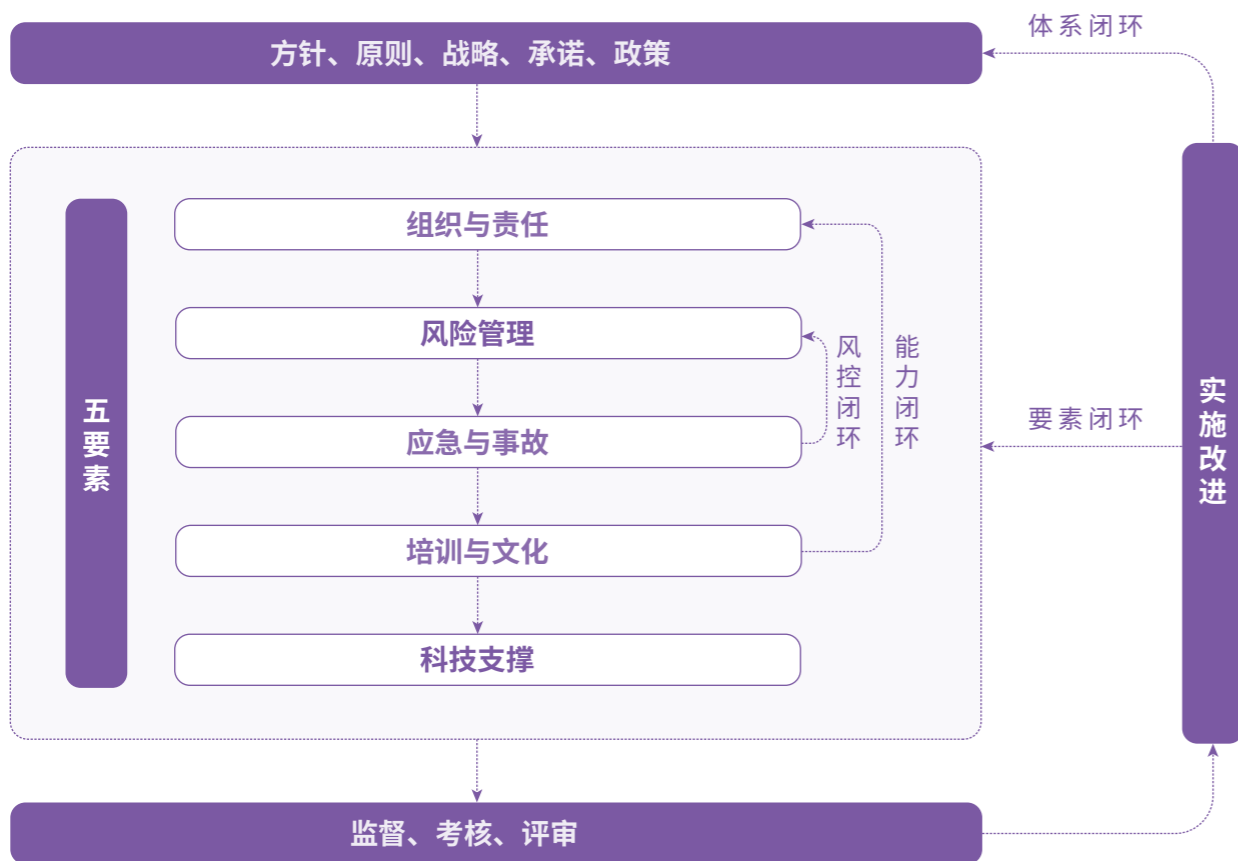 体系闭环
方针、原则、战略、承诺、政策
五要素
组织与责任
风险管理
应急与事故
培训与文化
科技支撑
风控闭环
能力闭环
要素闭环
实施改进
监督、考核、评审